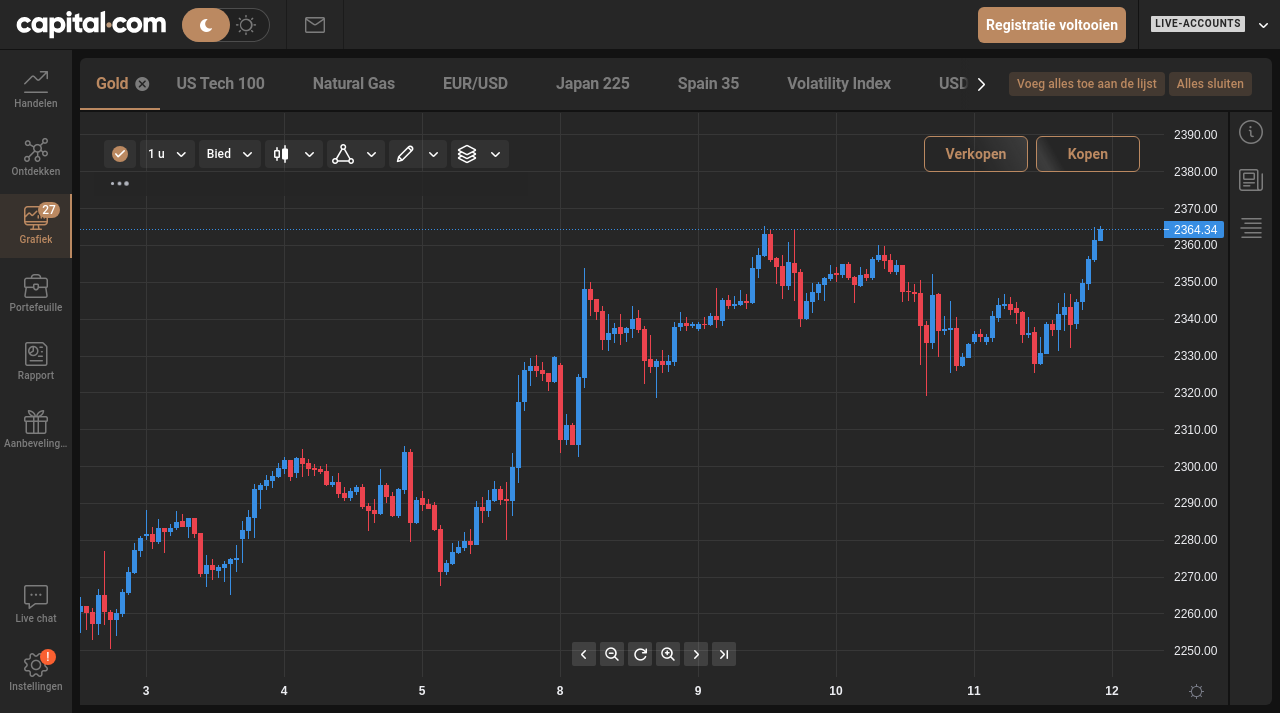 capital.com
Registratie voltooien
LIVE-ACCOUNTS
Handelen
Ontdekken
27
Grafiek
Portefeuille
Rapport
Aanbeveling...
Live chat
!
Instellingen
Gold
US Tech 100
Natural Gas
EUR/USD
Japan 225
Spain 35
Volatility Index
USD
Voeg alles toe aan de lijst
Alles sluiten
1 u
Bied
Verkopen
Kopen
2390.00
2380.00
2370.00
2364.34
2360.00
2350.00
2340.00
2330.00
2320.00
2310.00
2300.00
2290.00
2280.00
2270.00
2260.00
2250.00
3 4 5 8 9 10 11 12